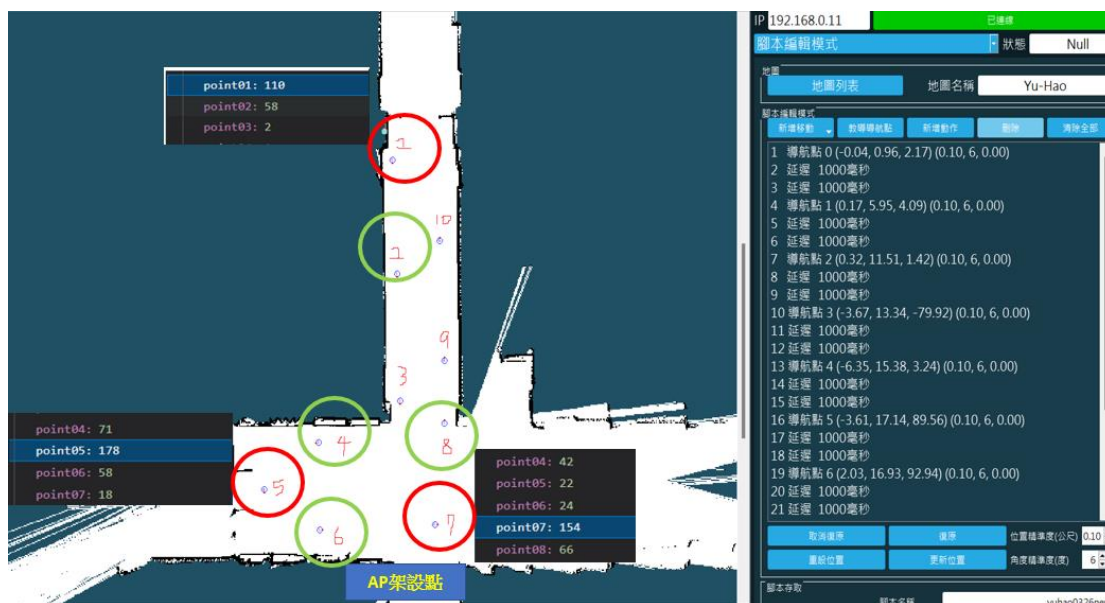 point01: 110
point02: 58
point03: 2
1
10
2
9
3
4
8
5
6
7
point04: 71
point05: 178
point06: 58
point07: 18
point04: 42
point05: 22
point06: 24
point07: 154
point08: 66
AP架設點
IP 192.168.0.11 已連線
腳本編輯模式 狀態 Null
地圖
地圖列表 地圖名稱 Yu-Hao
腳本編輯模式
新增移動 教導導航點 新增動作 刪除 清除全部
1 導航點 0 (-0.04, 0.96, 2.17) (0.10, 6, 0.00)
2 延遲 1000毫秒
3 延遲 1000毫秒
4 導航點 1 (0.17, 5.95, 4.09) (0.10, 6, 0.00)
5 延遲 1000毫秒
6 延遲 1000毫秒
7 導航點 2 (0.32, 11.51, 1.42) (0.10, 6, 0.00)
8 延遲 1000毫秒
9 延遲 1000毫秒
10 導航點 3 (-3.67, 13.34, -79.92) (0.10, 6, 0.00)
11 延遲 1000毫秒
12 延遲 1000毫秒
13 導航點 4 (-6.35, 15.38, 3.24) (0.10, 6, 0.00)
14 延遲 1000毫秒
15 延遲 1000毫秒
16 導航點 5 (-3.61, 17.14, 89.56) (0.10, 6, 0.00)
17 延遲 1000毫秒
18 延遲 1000毫秒
19 導航點 6 (2.03, 16.93, 92.94) (0.10, 6, 0.00)
20 延遲 1000毫秒
21 延遲 1000毫秒
取消復原 復原 位置精準度(公尺) 0.10
重設位置 更新位置 角度精準度(度) 6
腳本存取